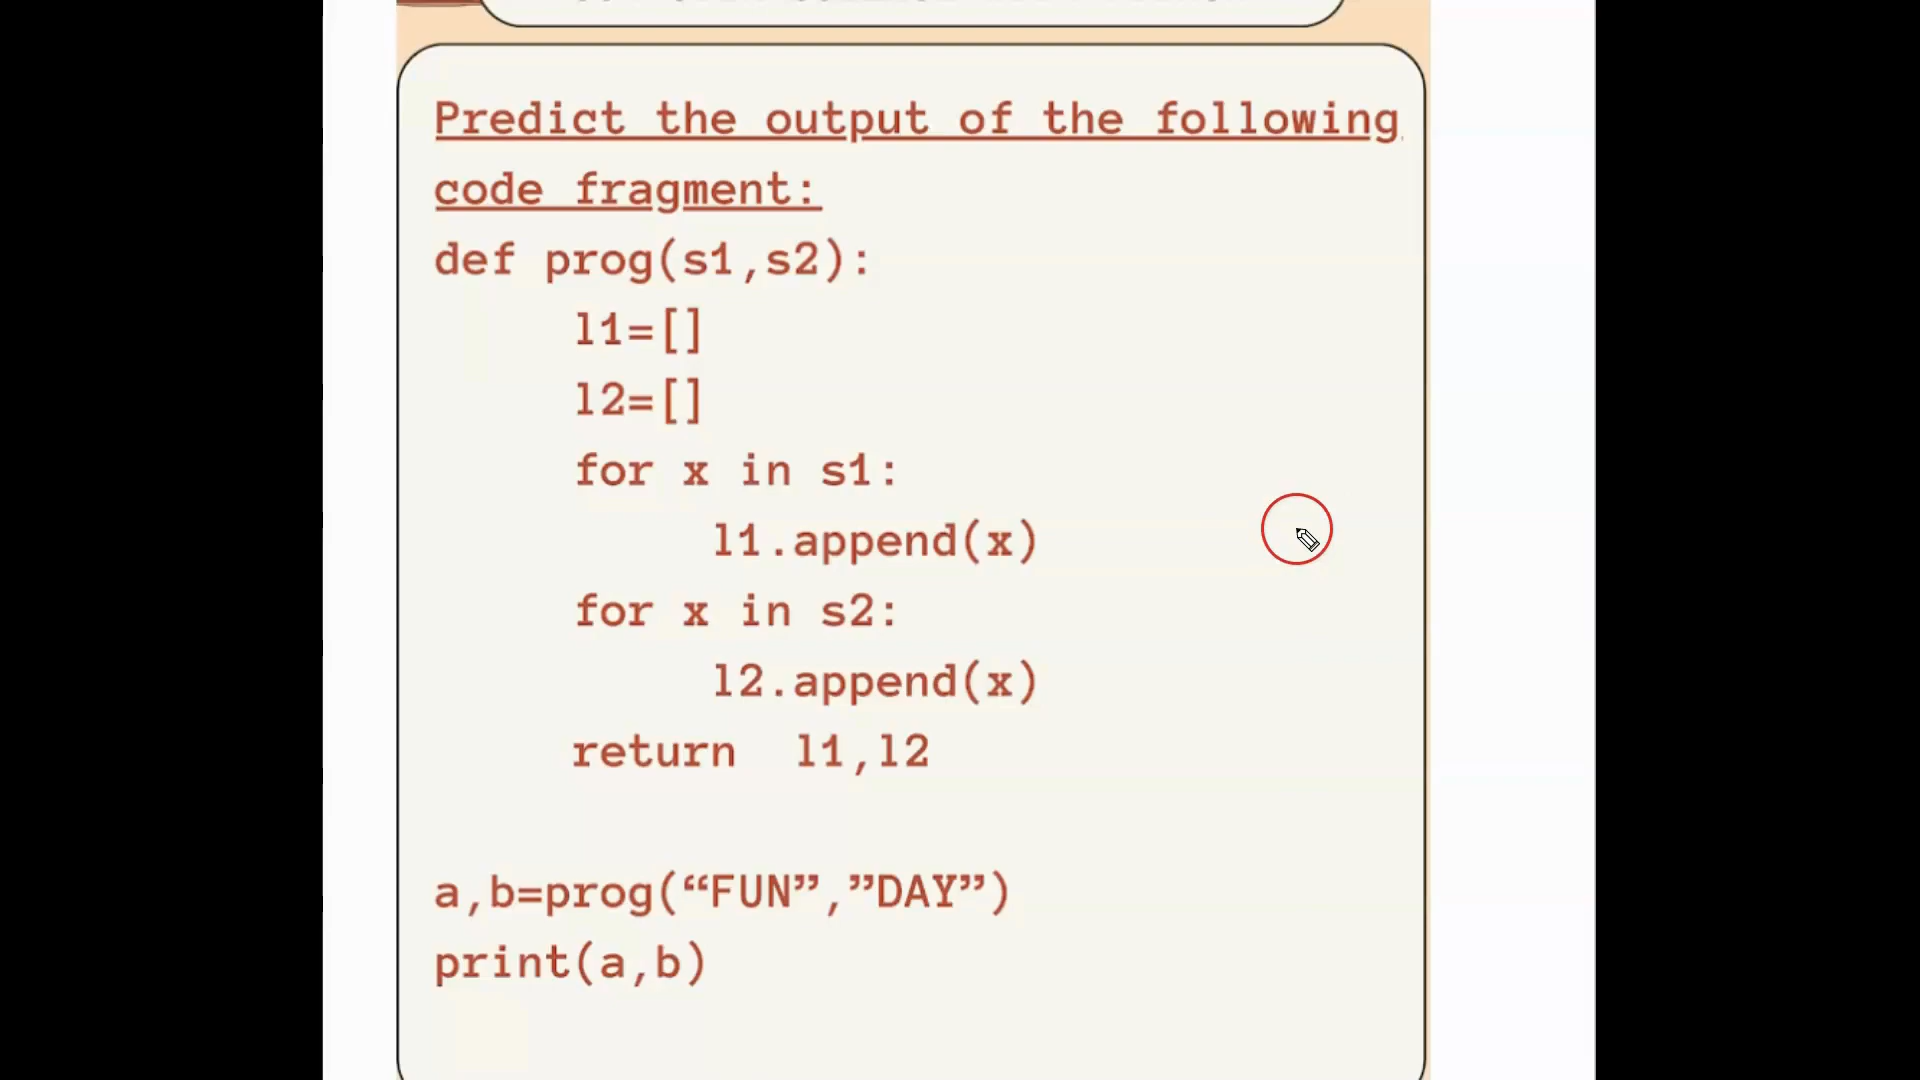 Predict the output of the following
code fragment:
def prog(s1,s2):
l1=[]
l2=[]
for x in s1:
l1.append(x)
for x in s2:
l2.append(x)
return l1,l2
a,b=prog(“FUN”,”DAY”)
print(a,b)